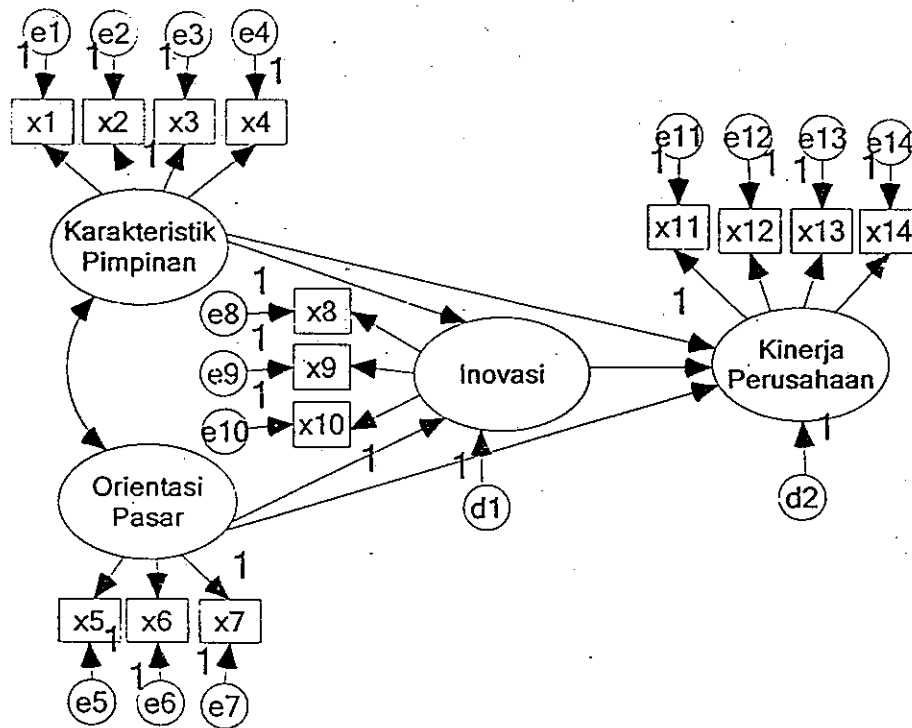 e1 e2 e3 e4
1 1 1 1
x1 x2 x3 x4
1
Karakteristik
Pimpinan
e11 e12 e13 e14
1 1 1 1
x11 x12 x13 x14
1
e8 1 x8
e9 1 x9
e10 1 x10
Inovasi
Kinerja
Perusahaan
1
1 1
d1
d2
Orientasi
Pasar
1
x5 x6 x7
1 1 1
e5 e6 e7